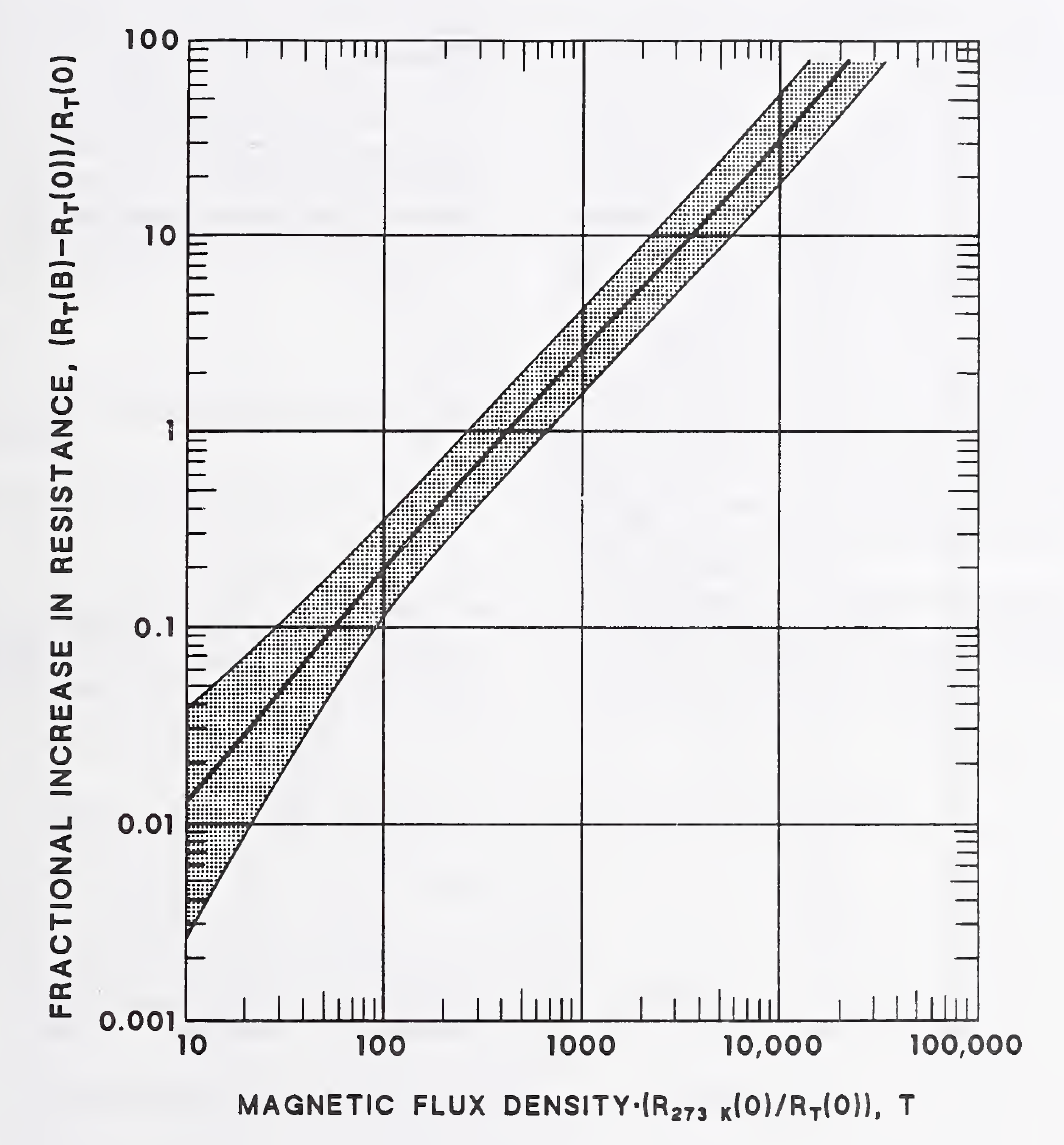 FRACTIONAL INCREASE IN RESISTANCE, (R_T(B)−R_T(0))/R_T(0)
100
10
1
0.1
0.01
0.001
10 100 1000 10,000 100,000
MAGNETIC FLUX DENSITY·(R_273 K(0)/R_T(0)), T